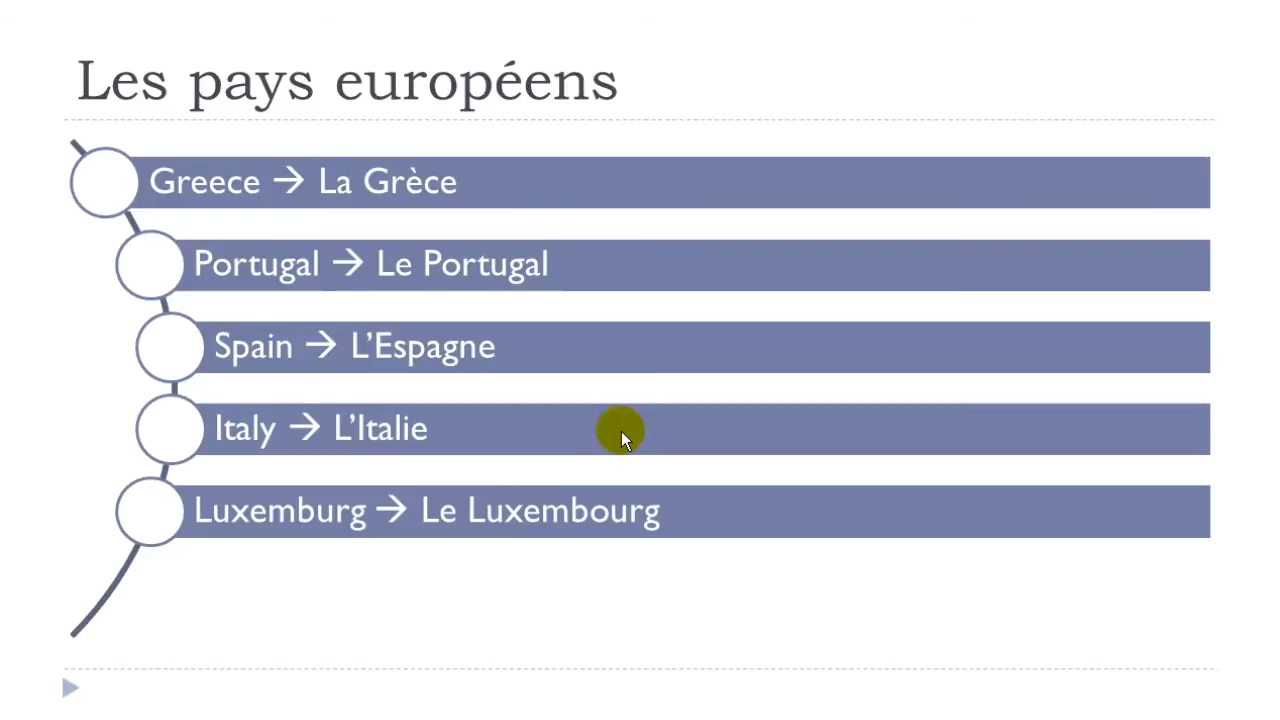 Les pays européens
Greece → La Grèce
Portugal → Le Portugal
Spain → L’Espagne
Italy → L’Italie
Luxemburg → Le Luxembourg